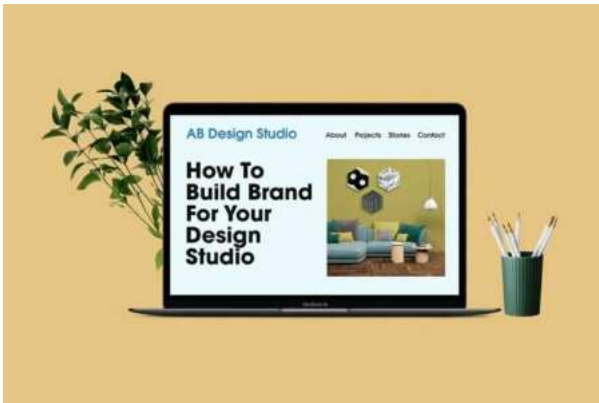 AB Design Studio
About Projects Stories Contact
How To
Build Brand
For Your
Design
Studio